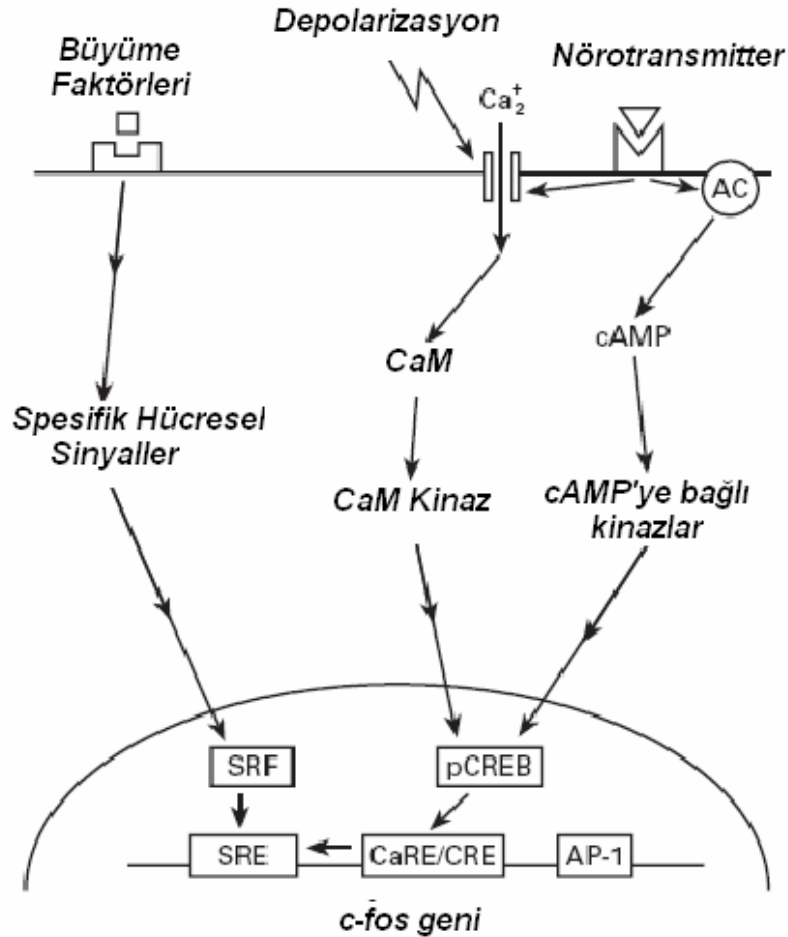 Büyüme
Faktörleri
Depolarizasyon
Nörotransmitter
Ca₂⁺
AC
CaM
cAMP
Spesifik Hücresel
Sinyaller
CaM Kinaz
cAMP'ye bağlı
kinazlar
SRF
pCREB
SRE
CaRE/CRE
AP-1
c-fos geni